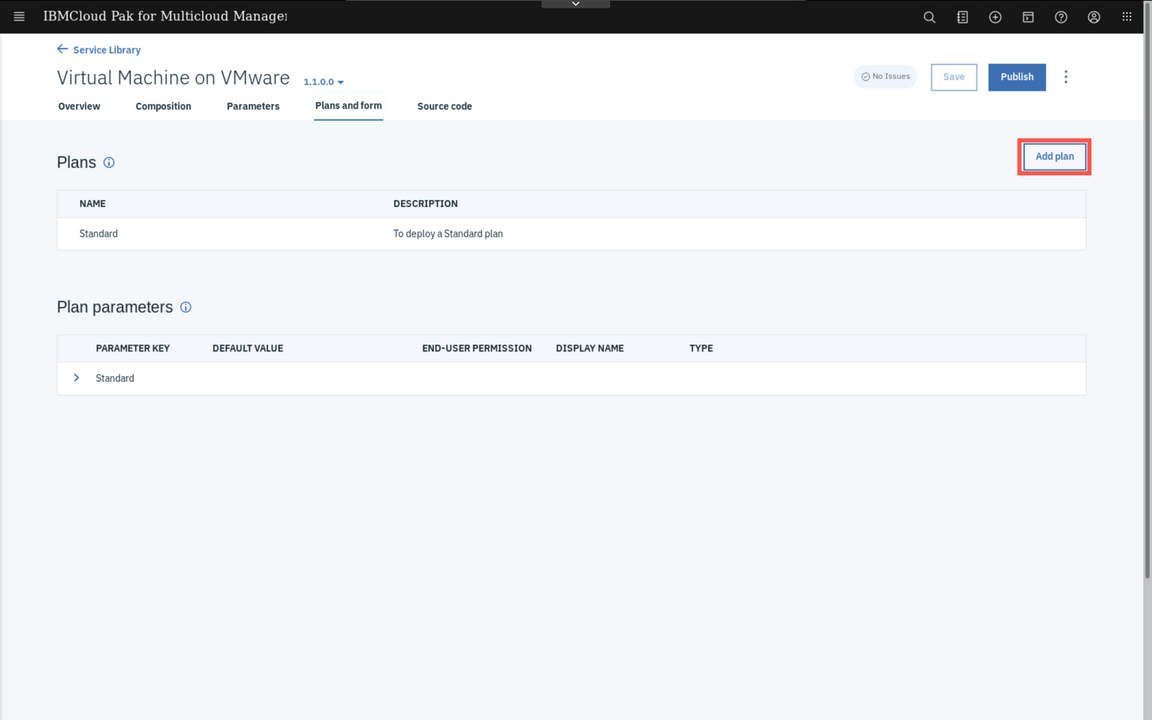 IBMCloud Pak for Multicloud Manager
Service Library
Virtual Machine on VMware 1.1.0.0
No Issues Save Publish
Overview Composition Parameters Plans and form Source code
Plans
Add plan
NAME DESCRIPTION
Standard To deploy a Standard plan
Plan parameters
PARAMETER KEY DEFAULT VALUE END-USER PERMISSION DISPLAY NAME TYPE
Standard